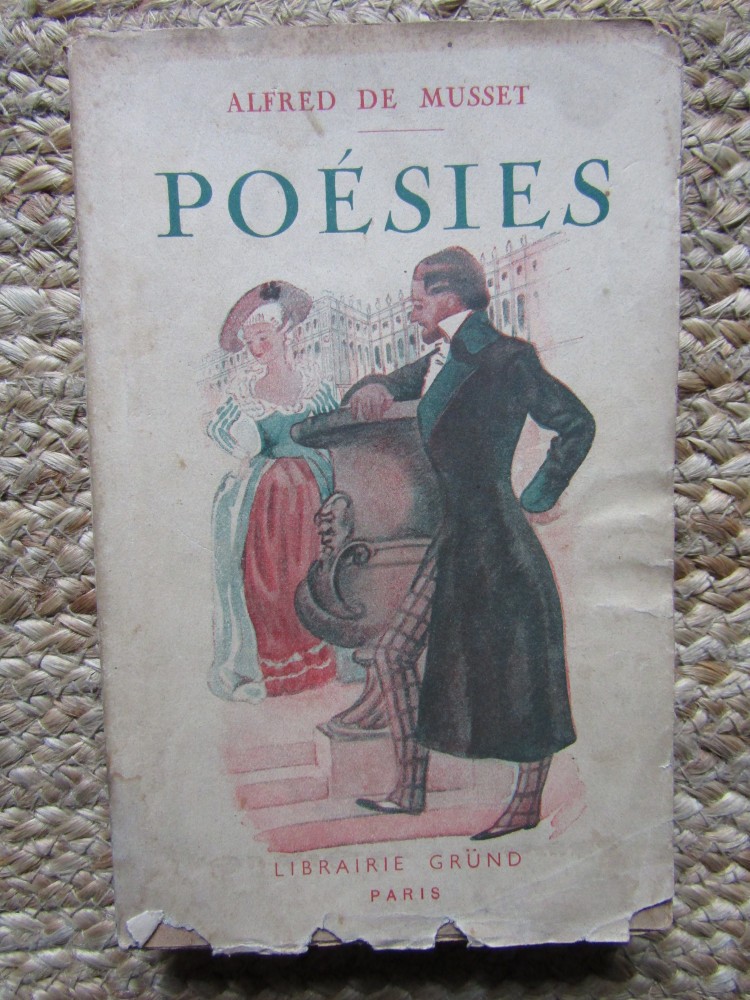 ALFRED DE MUSSET
POÉSIES
LIBRAIRIE GRÜND
PARIS